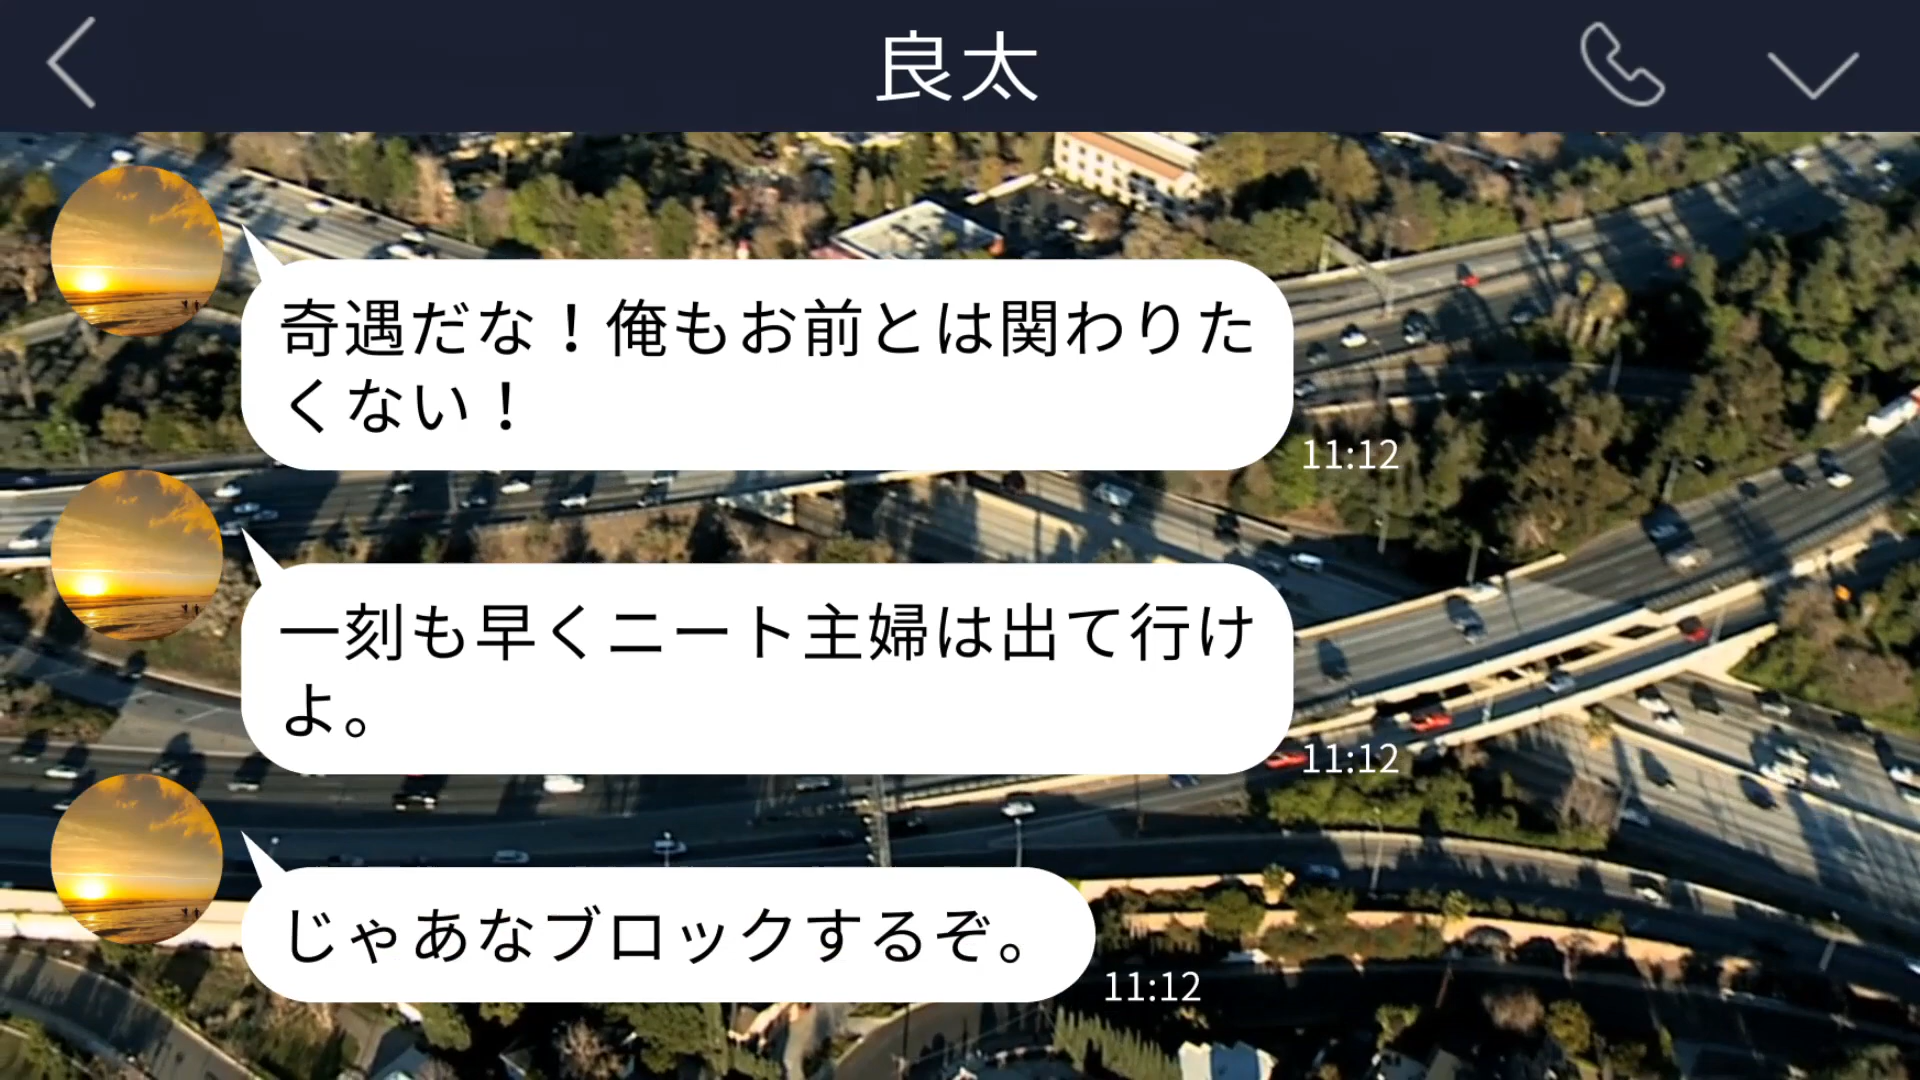 良太
奇遇だな！俺もお前とは関わりた
くない！
11:12
一刻も早くニート主婦は出て行け
よ。
11:12
じゃあなブロックするぞ。
11:12